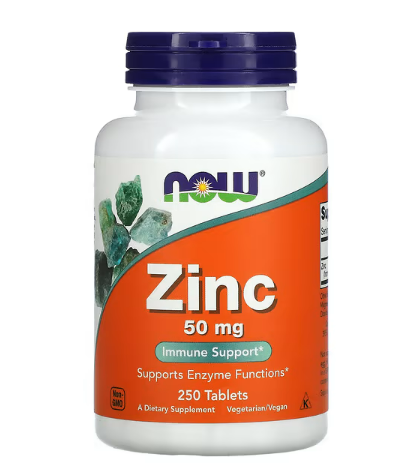 now
Zinc
50 mg
Immune Support*
Supports Enzyme Functions*
250 Tablets
Non-
GMO
A Dietary Supplement Vegetarian/Vegan
K